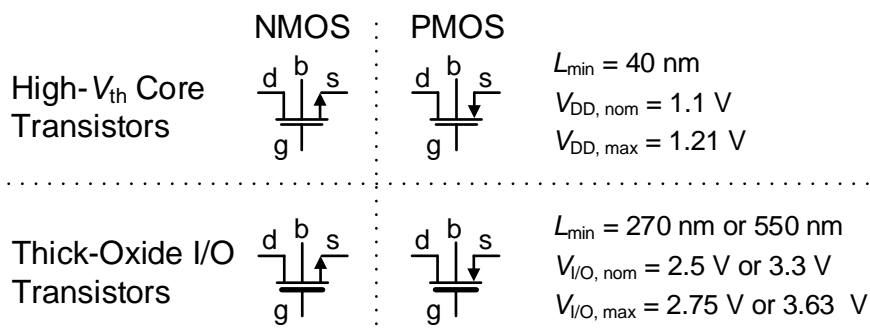 NMOS PMOS
High-Vth Core Transistors
d b s g
d b s g
Lmin = 40 nm
VDD, nom = 1.1 V
VDD, max = 1.21 V
Thick-Oxide I/O Transistors
d b s g
d b s g
Lmin = 270 nm or 550 nm
VI/O, nom = 2.5 V or 3.3 V
VI/O, max = 2.75 V or 3.63 V